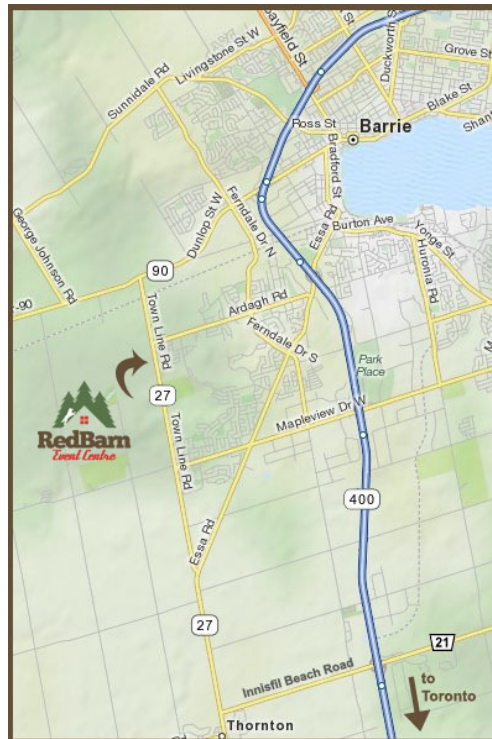 Bayfield St
Livingstone St W
Sunnidale Rd
Duckworth St
Grove St
Blake St
Ross St
Barrie
Bradford St
Ferndale Dr N
Dunlop St W
Essa Rd
Burton Ave
Yonge St
Huronia Rd
George Johnson Rd
90
-90
Town Line Rd
Ardagh Rd
Ferndale Dr S
Park
Place
27
RedBarn
Event Centre
Town Line Rd
Mapleview Dr W
400
Essa Rd
27
21
Innisfil Beach Road
to
Toronto
Thornton